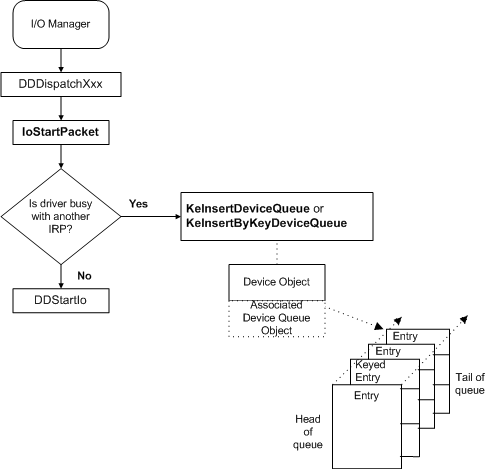 I/O Manager
DDDispatchXxx
IoStartPacket
Is driver busy
with another
IRP?
Yes
KeInsertDeviceQueue or
KeInsertByKeyDeviceQueue
No
DDStartIo
Device Object
Associated
Device Queue
Object
Entry
Entry
Keyed
Entry
Entry
Tail of
queue
Head
of
queue